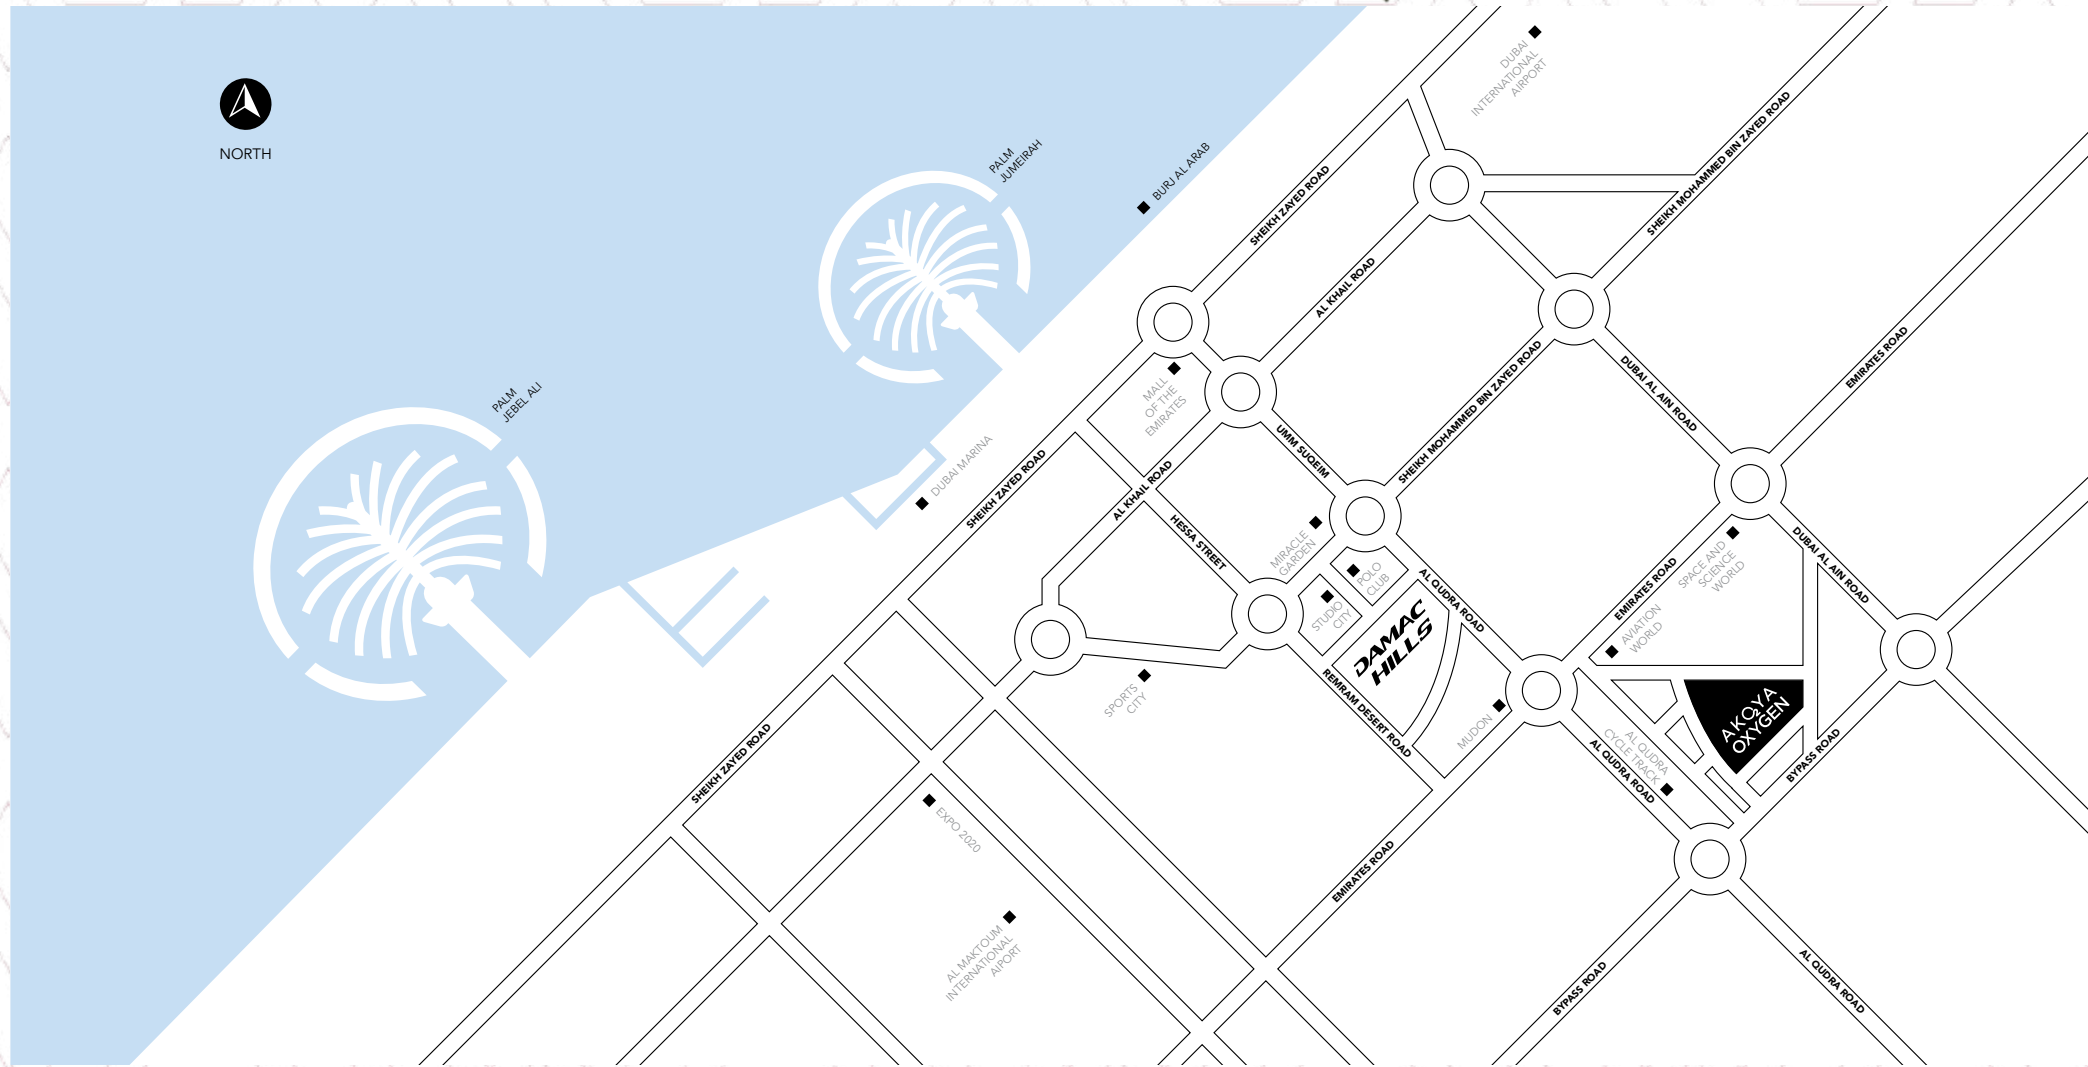 NORTH
PALM
JUMEIRAH
BURJ AL ARAB
DUBAI
INTERNATIONAL
AIRPORT
SHEIKH ZAYED ROAD
SHEIKH MOHAMMED BIN ZAYED ROAD
AL KHAIL ROAD
PALM
JEBEL ALI
DUBAI MARINA
MALL
OF THE
EMIRATES
SHEIKH ZAYED ROAD
AL KHAIL ROAD
UMM SUQEIM
SHEIKH MOHAMMED BIN ZAYED ROAD
DUBAI AL AIN ROAD
EMIRATES ROAD
HESSA STREET
MIRACLE
GARDEN
POLO
CLUB
STUDIO
CITY
AL QUDRA ROAD
DAMAC
HILLS
EMIRATES ROAD
SPACE AND
SCIENCE
WORLD
DUBAI AL AIN ROAD
AVIATION
WORLD
SPORTS
CITY
REMRAM DESERT ROAD
MUDON
AKO2YA
OXYGEN
AL QUDRA
CYCLE TRACK
AL QUDRA ROAD
BYPASS ROAD
SHEIKH ZAYED ROAD
EXPO 2020
EMIRATES ROAD
AL MAKTOUM
INTERNATIONAL
AIPORT
BYPASS ROAD
AL QUDRA ROAD